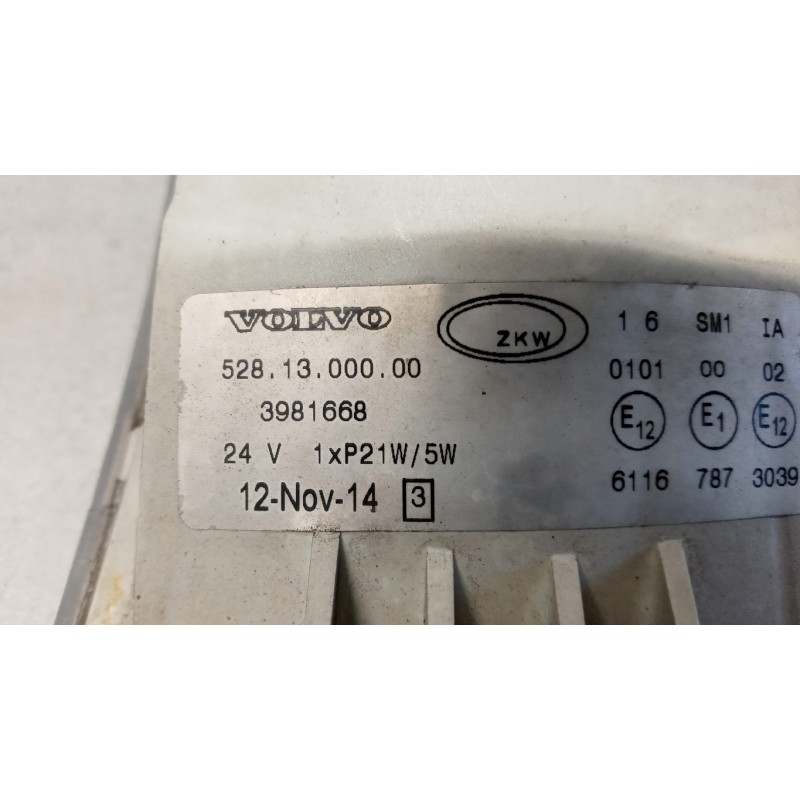 VOLVO ZKW 1 6 SM1 IA
528.13.000.00 0101 00 02
3981668 E12 E1 E12
24 V 1xP21W/5W 6116 787 3039
12-Nov-14 3